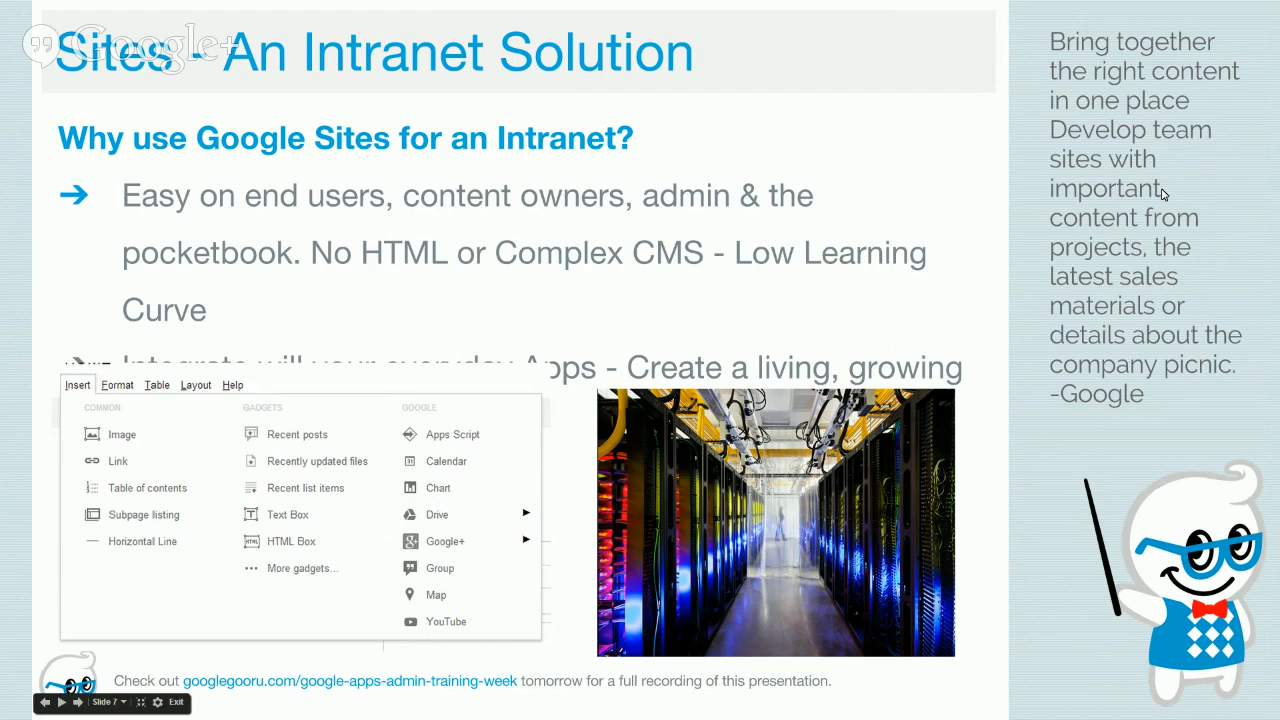 Google+
Sites - An Intranet Solution
Why use Google Sites for an Intranet?
➔ Easy on end users, content owners, admin & the
pocketbook. No HTML or Complex CMS - Low Learning
Curve
Integrate will your everyday Apps - Create a living, growing
Insert Format Table Layout Help
COMMON GADGETS GOOGLE
Image Recent posts Apps Script
Link Recently updated files Calendar
Table of contents Recent list items Chart
Subpage listing Text Box Drive
Horizontal Line HTML Box Google+
More gadgets... Group
Map
YouTube
Check out googlegooru.com/google-apps-admin-training-week tomorrow for a full recording of this presentation.
Slide 7 Exit
Bring together
the right content
in one place
Develop team
sites with
important
content from
projects, the
latest sales
materials or
details about the
company picnic.
-Google